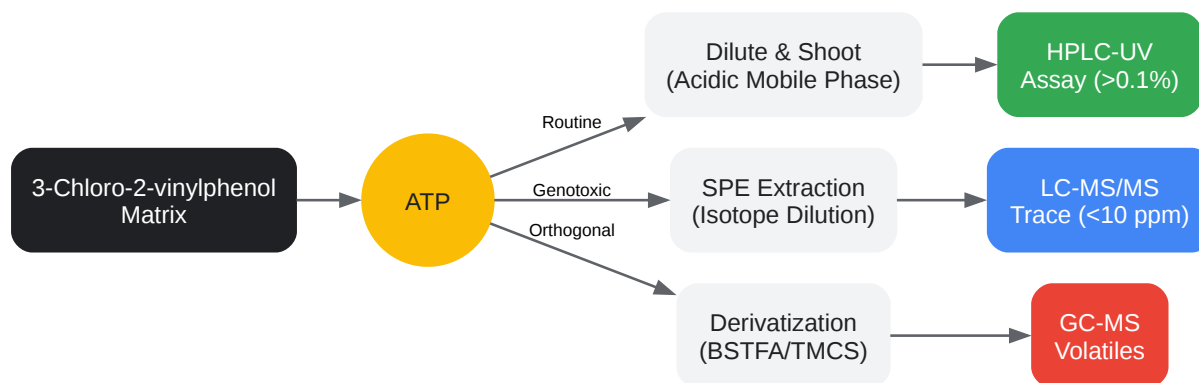 3-Chloro-2-vinylphenol
Matrix
ATP
Routine
Genotoxic
Orthogonal
Dilute & Shoot
(Acidic Mobile Phase)
HPLC-UV
Assay (>0.1%)
SPE Extraction
(Isotope Dilution)
LC-MS/MS
Trace (<10 ppm)
Derivatization
(BSTFA/TMCS)
GC-MS
Volatiles